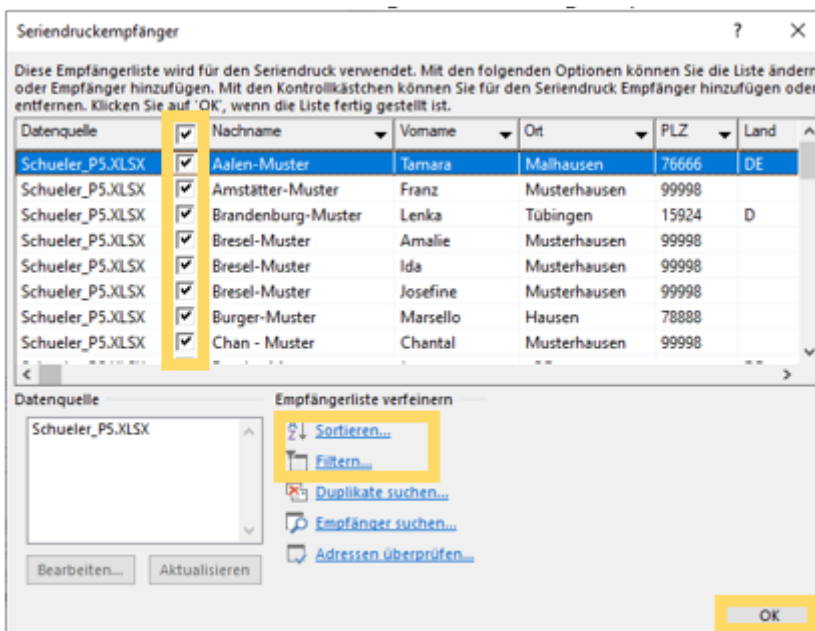 Seriendruckempfänger ? ×
Diese Empfängerliste wird für den Seriendruck verwendet. Mit den folgenden Optionen können Sie die Liste ändern
oder Empfänger hinzufügen. Mit den Kontrollkästchen können Sie für den Seriendruck Empfänger hinzufügen oder
entfernen. Klicken Sie auf 'OK', wenn die Liste fertig gestellt ist.
Datenquelle Nachname Vorname Ort PLZ Land
Schueler_P5.XLSX Aalen-Muster Tamara Malhausen 76666 DE
Schueler_P5.XLSX Amstätter-Muster Franz Musterhausen 99998
Schueler_P5.XLSX Brandenburg-Muster Lenka Tübingen 15924 D
Schueler_P5.XLSX Bresel-Muster Amalie Musterhausen 99998
Schueler_P5.XLSX Bresel-Muster Ida Musterhausen 99998
Schueler_P5.XLSX Bresel-Muster Josefine Musterhausen 99998
Schueler_P5.XLSX Burger-Muster Marsello Hausen 78888
Schueler_P5.XLSX Chan - Muster Chantal Musterhausen 99998
Datenquelle Empfängerliste verfeinern
Schueler_P5.XLSX
Sortieren...
Filtern...
Duplikate suchen...
Empfänger suchen...
Adressen überprüfen...
Bearbeiten... Aktualisieren
OK